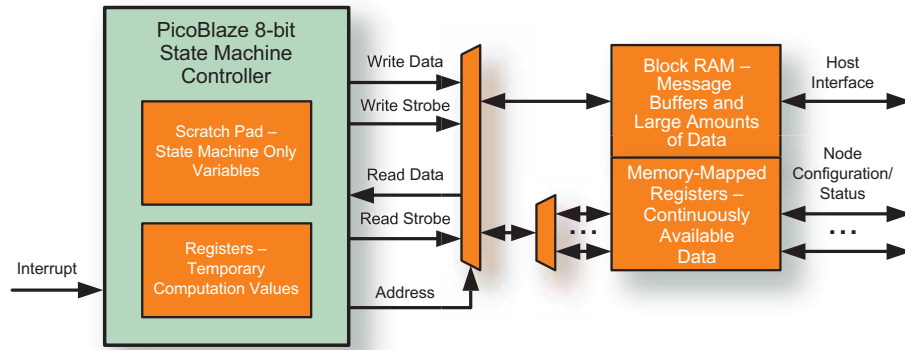 PicoBlaze 8-bit
State Machine
Controller
Scratch Pad –
State Machine Only
Variables
Registers –
Temporary
Computation Values
Interrupt
Write Data
Write Strobe
Read Data
Read Strobe
Address
Block RAM –
Message
Buffers and
Large Amounts
of Data
Memory-Mapped
Registers –
Continuously
Available
Data
...
Host
Interface
Node
Configuration/
Status
...